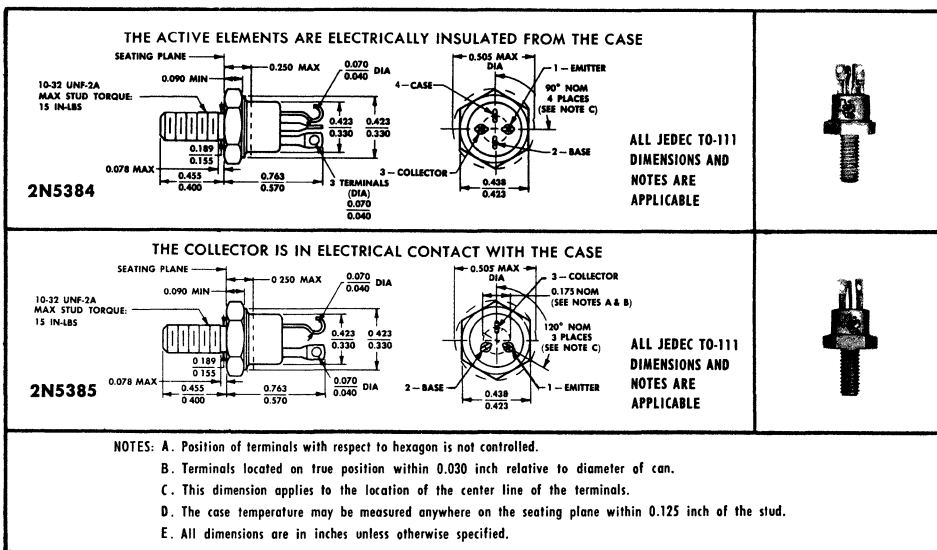 THE ACTIVE ELEMENTS ARE ELECTRICALLY INSULATED FROM THE CASE
SEATING PLANE
0.250 MAX
0.070
0.040 DIA
0.090 MIN
10-32 UNF-2A
MAX STUD TORQUE:
15 IN-LBS
0.423
0.330
0.423
0.330
0.189
0.155
0.078 MAX
0.455
0.400
0.763
0.570
3 TERMINALS
(DIA)
0.070
0.040
2N5384
0.505 MAX
DIA
1 – EMITTER
4 – CASE
90° NOM
4 PLACES
(SEE NOTE C)
2 – BASE
3 – COLLECTOR
0.438
0.423
ALL JEDEC TO-111
DIMENSIONS AND
NOTES ARE
APPLICABLE
THE COLLECTOR IS IN ELECTRICAL CONTACT WITH THE CASE
SEATING PLANE
0 250 MAX
0.070
0.040 DIA
0.090 MIN
10-32 UNF-2A
MAX STUD TORQUE:
15 IN-LBS
0.423
0.330
0 423
0.330
0 189
0 155
0.078 MAX
0.455
0.400
0.763
0.570
0.070
0.040 DIA
2N5385
0.505 MAX
DIA
3 – COLLECTOR
0.175 NOM
(SEE NOTES A & B)
120° NOM
3 PLACES
(SEE NOTE C)
2 – BASE
1 – EMITTER
0.438
0.423
ALL JEDEC TO-111
DIMENSIONS AND
NOTES ARE
APPLICABLE
NOTES: A. Position of terminals with respect to hexagon is not controlled.
B. Terminals located on true position within 0.030 inch relative to diameter of can.
C. This dimension applies to the location of the center line of the terminals.
D. The case temperature may be measured anywhere on the seating plane within 0.125 inch of the stud.
E. All dimensions are in inches unless otherwise specified.